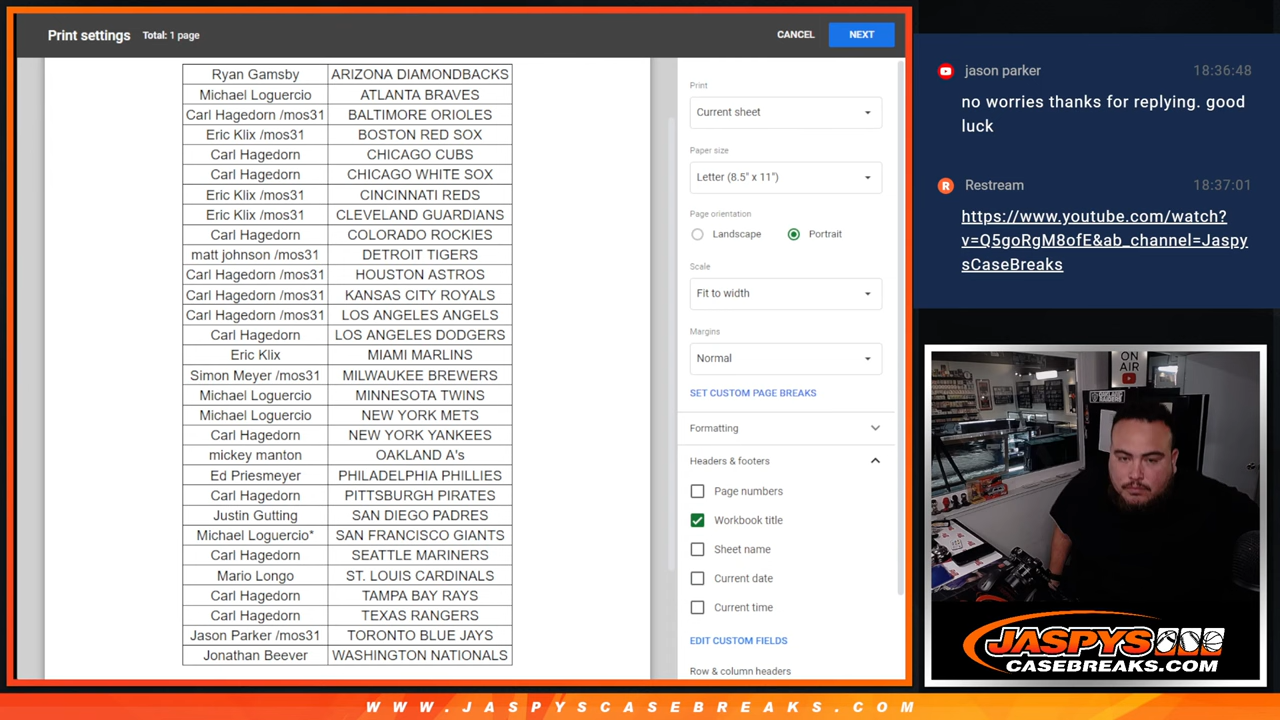 Print settings
Total: 1 page
CANCEL
NEXT
Ryan Gamsby ARIZONA DIAMONDBACKS
Michael Loguercio ATLANTA BRAVES
Carl Hagedorn /mos31 BALTIMORE ORIOLES
Eric Klix /mos31 BOSTON RED SOX
Carl Hagedorn CHICAGO CUBS
Carl Hagedorn CHICAGO WHITE SOX
Eric Klix /mos31 CINCINNATI REDS
Eric Klix /mos31 CLEVELAND GUARDIANS
Carl Hagedorn COLORADO ROCKIES
matt johnson /mos31 DETROIT TIGERS
Carl Hagedorn /mos31 HOUSTON ASTROS
Carl Hagedorn /mos31 KANSAS CITY ROYALS
Carl Hagedorn /mos31 LOS ANGELES ANGELS
Carl Hagedorn LOS ANGELES DODGERS
Eric Klix MIAMI MARLINS
Simon Meyer /mos31 MILWAUKEE BREWERS
Michael Loguercio MINNESOTA TWINS
Michael Loguercio NEW YORK METS
Carl Hagedorn NEW YORK YANKEES
mickey manton OAKLAND A's
Ed Priesmeyer PHILADELPHIA PHILLIES
Carl Hagedorn PITTSBURGH PIRATES
Justin Gutting SAN DIEGO PADRES
Michael Loguercio* SAN FRANCISCO GIANTS
Carl Hagedorn SEATTLE MARINERS
Mario Longo ST. LOUIS CARDINALS
Carl Hagedorn TAMPA BAY RAYS
Carl Hagedorn TEXAS RANGERS
Jason Parker /mos31 TORONTO BLUE JAYS
Jonathan Beever WASHINGTON NATIONALS
Print
Current sheet
Paper size
Letter (8.5" x 11")
Page orientation
Landscape
Portrait
Scale
Fit to width
Margins
Normal
SET CUSTOM PAGE BREAKS
Formatting
Headers & footers
Page numbers
Workbook title
Sheet name
Current date
Current time
EDIT CUSTOM FIELDS
Row & column headers
jason parker 18:36:48
no worries thanks for replying. good
luck
R Restream 18:37:01
https://www.youtube.com/watch?
v=Q5goRgM8ofE&ab_channel=Jaspy
sCaseBreaks
ON
AIR
JASPYS
CASEBREAKS.COM
WWW.JASPYSCASEBREAKS.COM